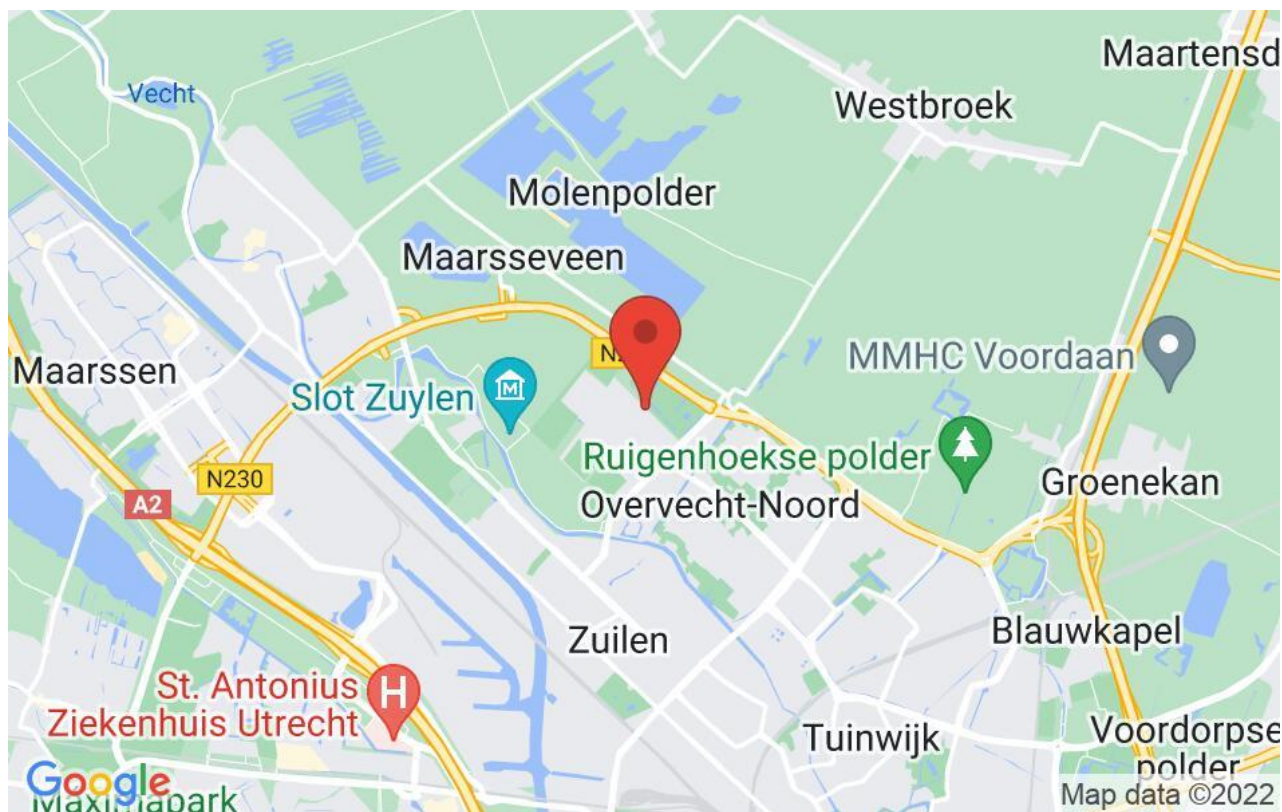 Maartensd
Vecht
Westbroek
Molenpolder
Maarsseveen
MMHC Voordaan
Maarssen
Slot Zuylen
M
Ruigenhoekse polder
N230
Groenekan
A2
Overvecht-Noord
Zuilen
Blauwkapel
St. Antonius
Ziekenhuis Utrecht
H
Tuinwijk
Voordorpse
polder
Google
Maximapark
Map data ©2022